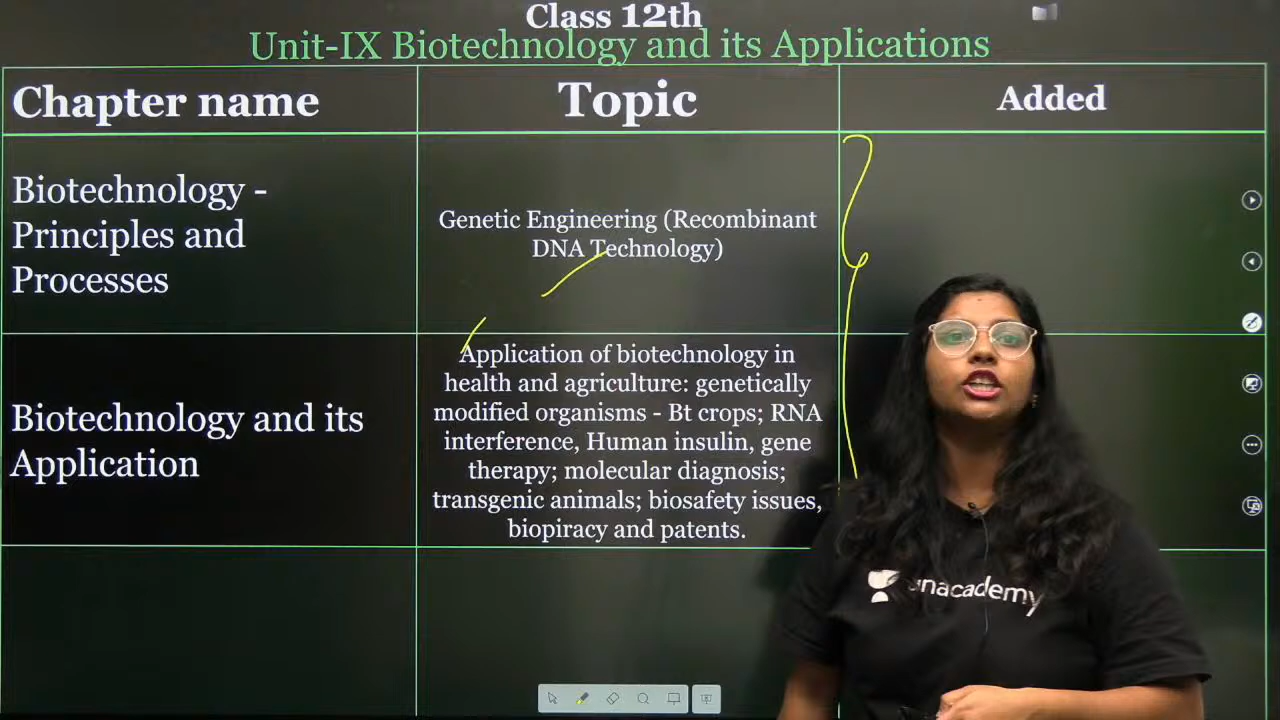 Class 12th
Unit-IX Biotechnology and its Applications
Chapter name
Topic
Added
Biotechnology -
Principles and
Processes
Genetic Engineering (Recombinant
DNA Technology)
Biotechnology and its
Application
Application of biotechnology in
health and agriculture: genetically
modified organisms - Bt crops; RNA
interference, Human insulin, gene
therapy; molecular diagnosis;
transgenic animals; biosafety issues,
biopiracy and patents.
unacademy